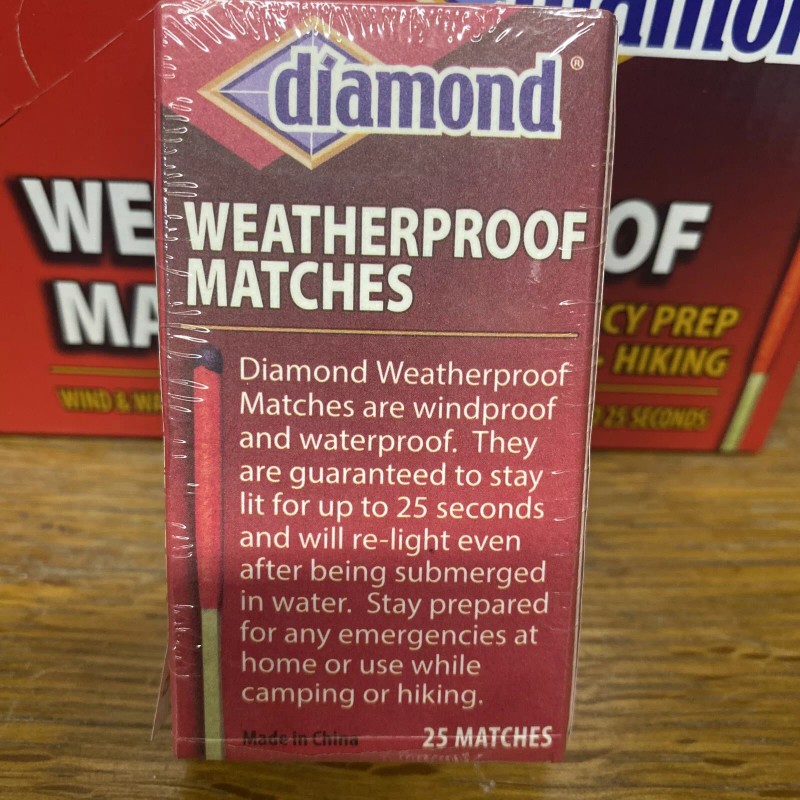 diamond®
WEATHERPROOF
MATCHES
Diamond Weatherproof
Matches are windproof
and waterproof.  They
are guaranteed to stay
lit for up to 25 seconds
and will re-light even
after being submerged
in water.  Stay prepared
for any emergencies at
home or use while
camping or hiking.
Made in China
25 MATCHES
WE
OF
MA
CY PREP
· HIKING
WIND & WA
25 SECONDS